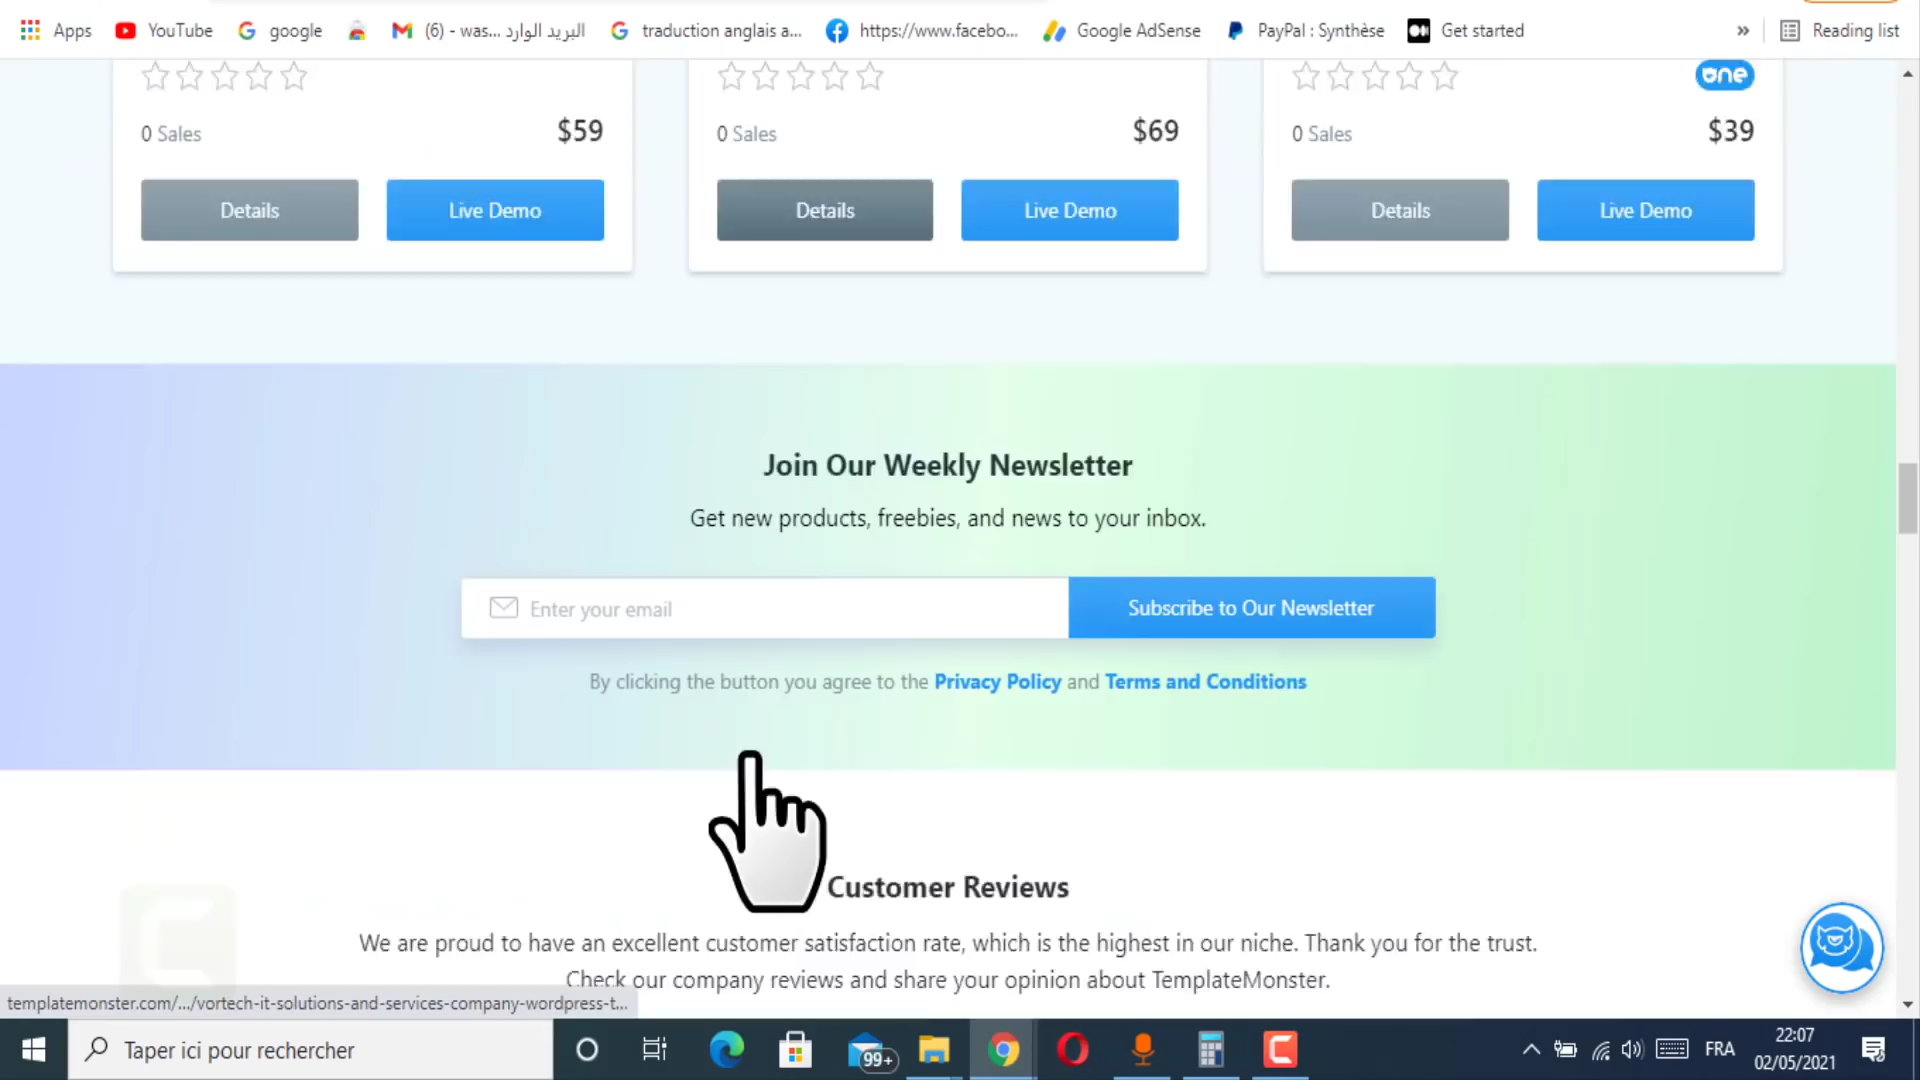 Apps
YouTube
google
(6) - was... البريد الوارد
traduction anglais a...
https://www.facebo...
Google AdSense
PayPal : Synthèse
Get started
»
Reading list
one
0 Sales
$59
0 Sales
$69
0 Sales
$39
Details
Live Demo
Details
Live Demo
Details
Live Demo
Join Our Weekly Newsletter
Get new products, freebies, and news to your inbox.
Enter your email
Subscribe to Our Newsletter
By clicking the button you agree to the Privacy Policy and Terms and Conditions
Customer Reviews
We are proud to have an excellent customer satisfaction rate, which is the highest in our niche. Thank you for the trust.
Check our company reviews and share your opinion about TemplateMonster.
templatemonster.com/.../vortech-it-solutions-and-services-company-wordpress-t...
Taper ici pour rechercher
99+
FRA
22:07
02/05/2021